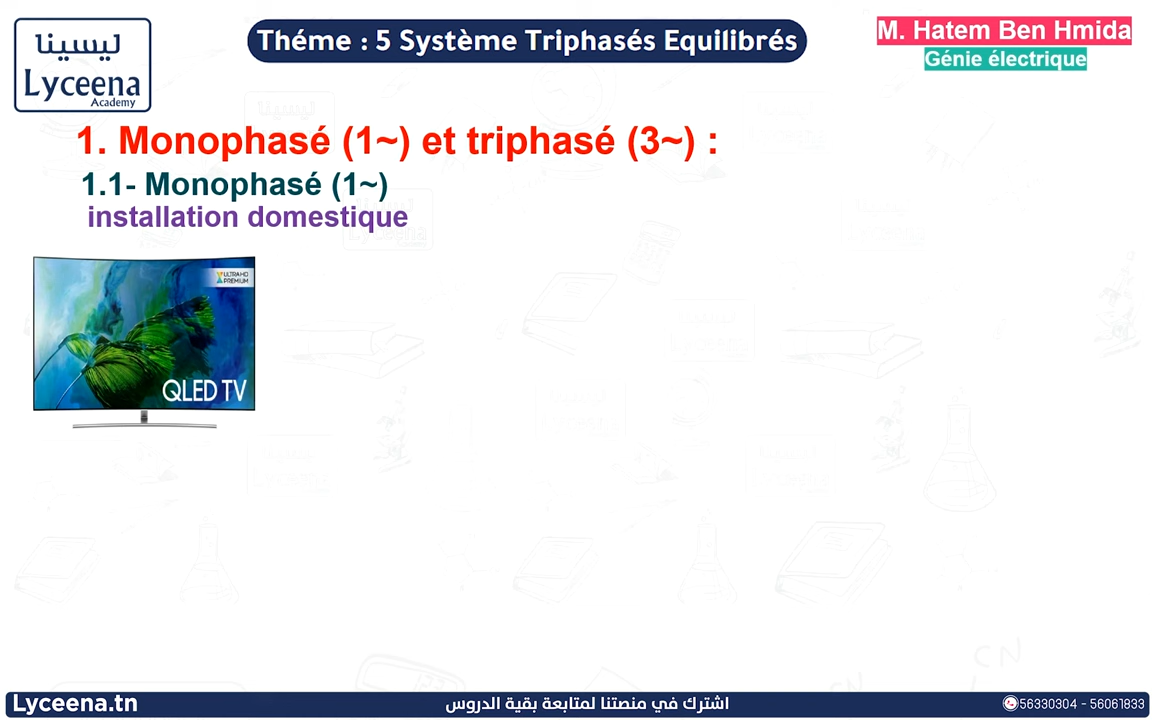 ليسينا
Lyceena
Academy
Théme : 5 Système Triphasés Equilibrés
M. Hatem Ben Hmida
Génie électrique
1. Monophasé (1~) et triphasé (3~) :
1.1- Monophasé (1~)
installation domestique
ULTRA HD
PREMIUM
QLED TV
CN
Lyceena.tn
اشترك في منصتنا لمتابعة بقية الدروس
56330304 - 56061833